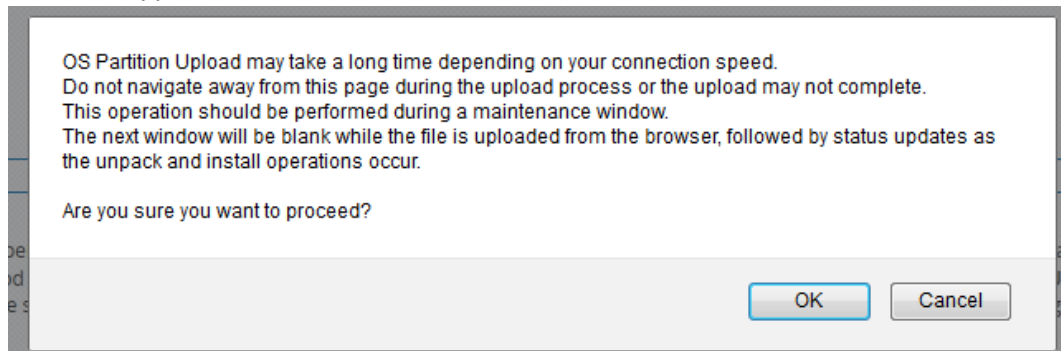 OS Partition Upload may take a long time depending on your connection speed.
Do not navigate away from this page during the upload process or the upload may not complete.
This operation should be performed during a maintenance window.
The next window will be blank while the file is uploaded from the browser, followed by status updates as
the unpack and install operations occur.
Are you sure you want to proceed?
OK Cancel